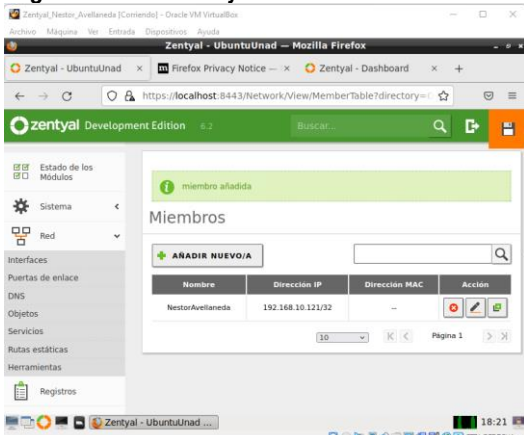 Zentyal_Nestor_Avellaneda [Corriendo] - Oracle VM VirtualBox
Archivo Máquina Ver Entrada Dispositivos Ayuda
Zentyal - UbuntuUnad — Mozilla Firefox
Zentyal - UbuntuUnad × Firefox Privacy Notice — × Zentyal - Dashboard × +
https://localhost:8443/Network/View/MemberTable?directory=
zentyal Development Edition 6.2 Buscar...
Estado de los
Módulos
Sistema
Red
Interfaces
Puertas de enlace
DNS
Objetos
Servicios
Rutas estáticas
Herramientas
Registros
miembro añadida
Miembros
AÑADIR NUEVO/A
Nombre Dirección IP Dirección MAC Acción
NestorAvellaneda 192.168.10.121/32 --
10 Página 1
Zentyal - UbuntuUnad ... 18:21